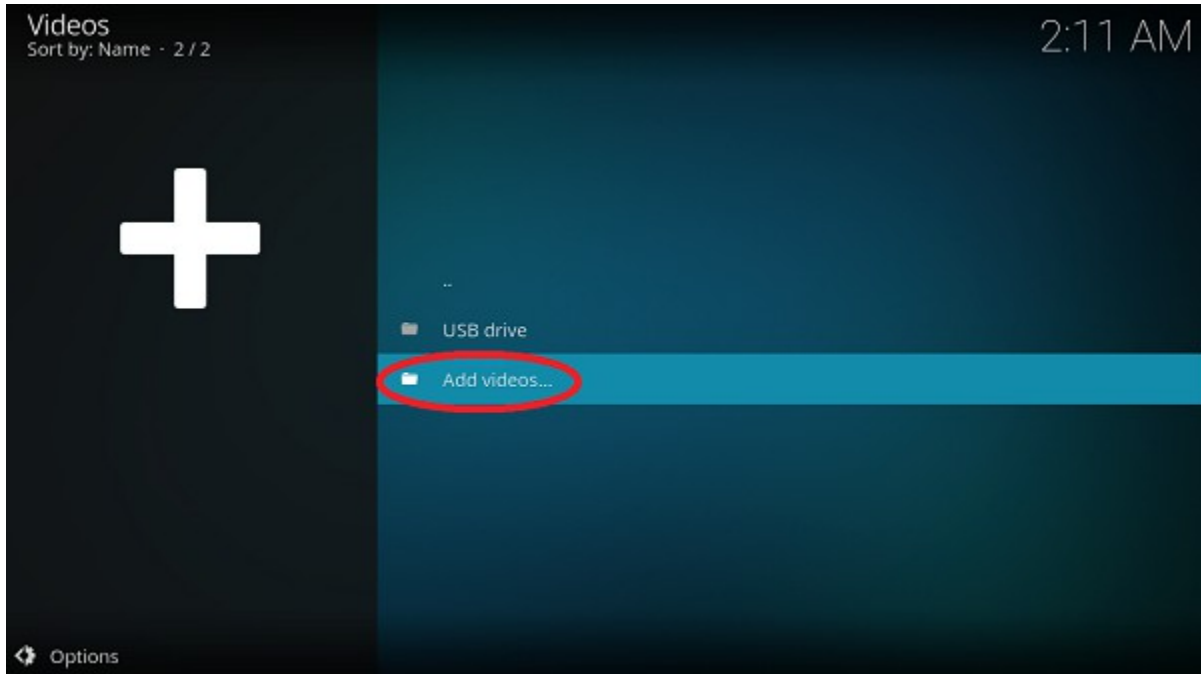 Videos
2:11 AM
Sort by: Name · 2 / 2
..
USB drive
Add videos...
Options